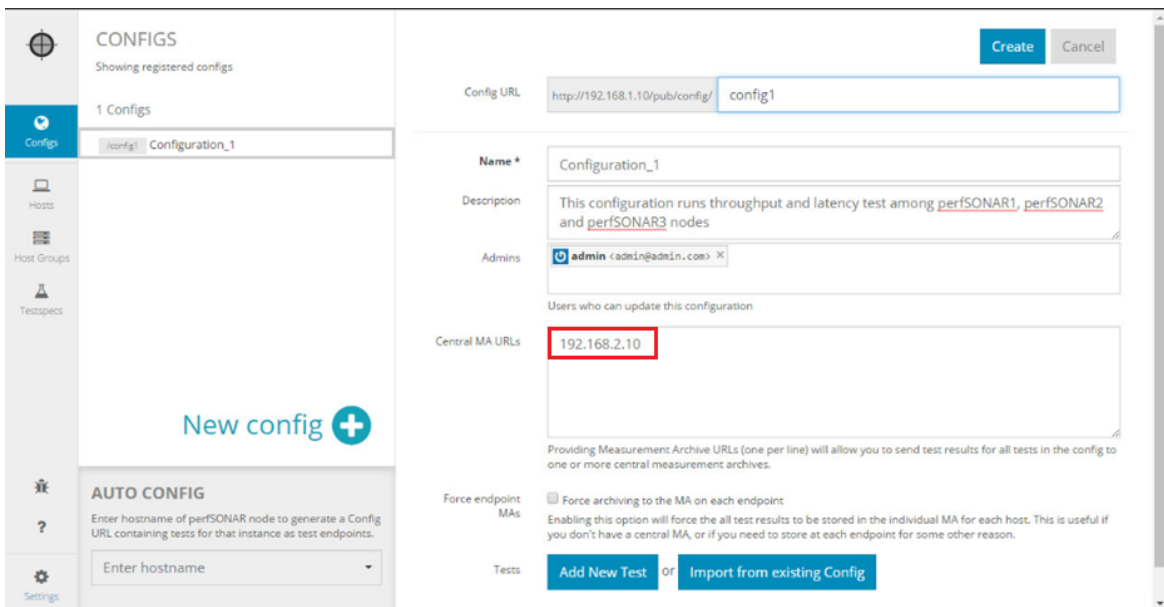 CONFIGS
Showing registered configs
1 Configs
/config1 Configuration_1
New config
AUTO CONFIG
Enter hostname of perfSONAR node to generate a Config
URL containing tests for that instance as test endpoints.
Enter hostname
Configs
Hosts
Host Groups
Testspecs
?
Settings
Create Cancel
Config URL http://192.168.1.10/pub/config/ config1
Name * Configuration_1
Description This configuration runs throughput and latency test among perfSONAR1, perfSONAR2
and perfSONAR3 nodes
Admins admin <admin@admin.com> ×
Users who can update this configuration
Central MA URLs 192.168.2.10
Providing Measurement Archive URLs (one per line) will allow you to send test results for all tests in the config to
one or more central measurement archives.
Force endpoint MAs Force archiving to the MA on each endpoint
Enabling this option will force the all test results to be stored in the individual MA for each host. This is useful if
you don't have a central MA, or if you need to store at each endpoint for some other reason.
Tests Add New Test or Import from existing Config